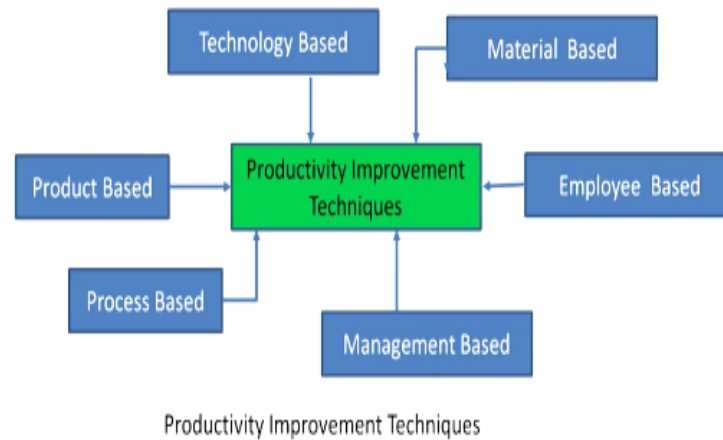 Technology Based
Material Based
Productivity Improvement
Techniques
Product Based
Employee Based
Process Based
Management Based
Productivity Improvement Techniques